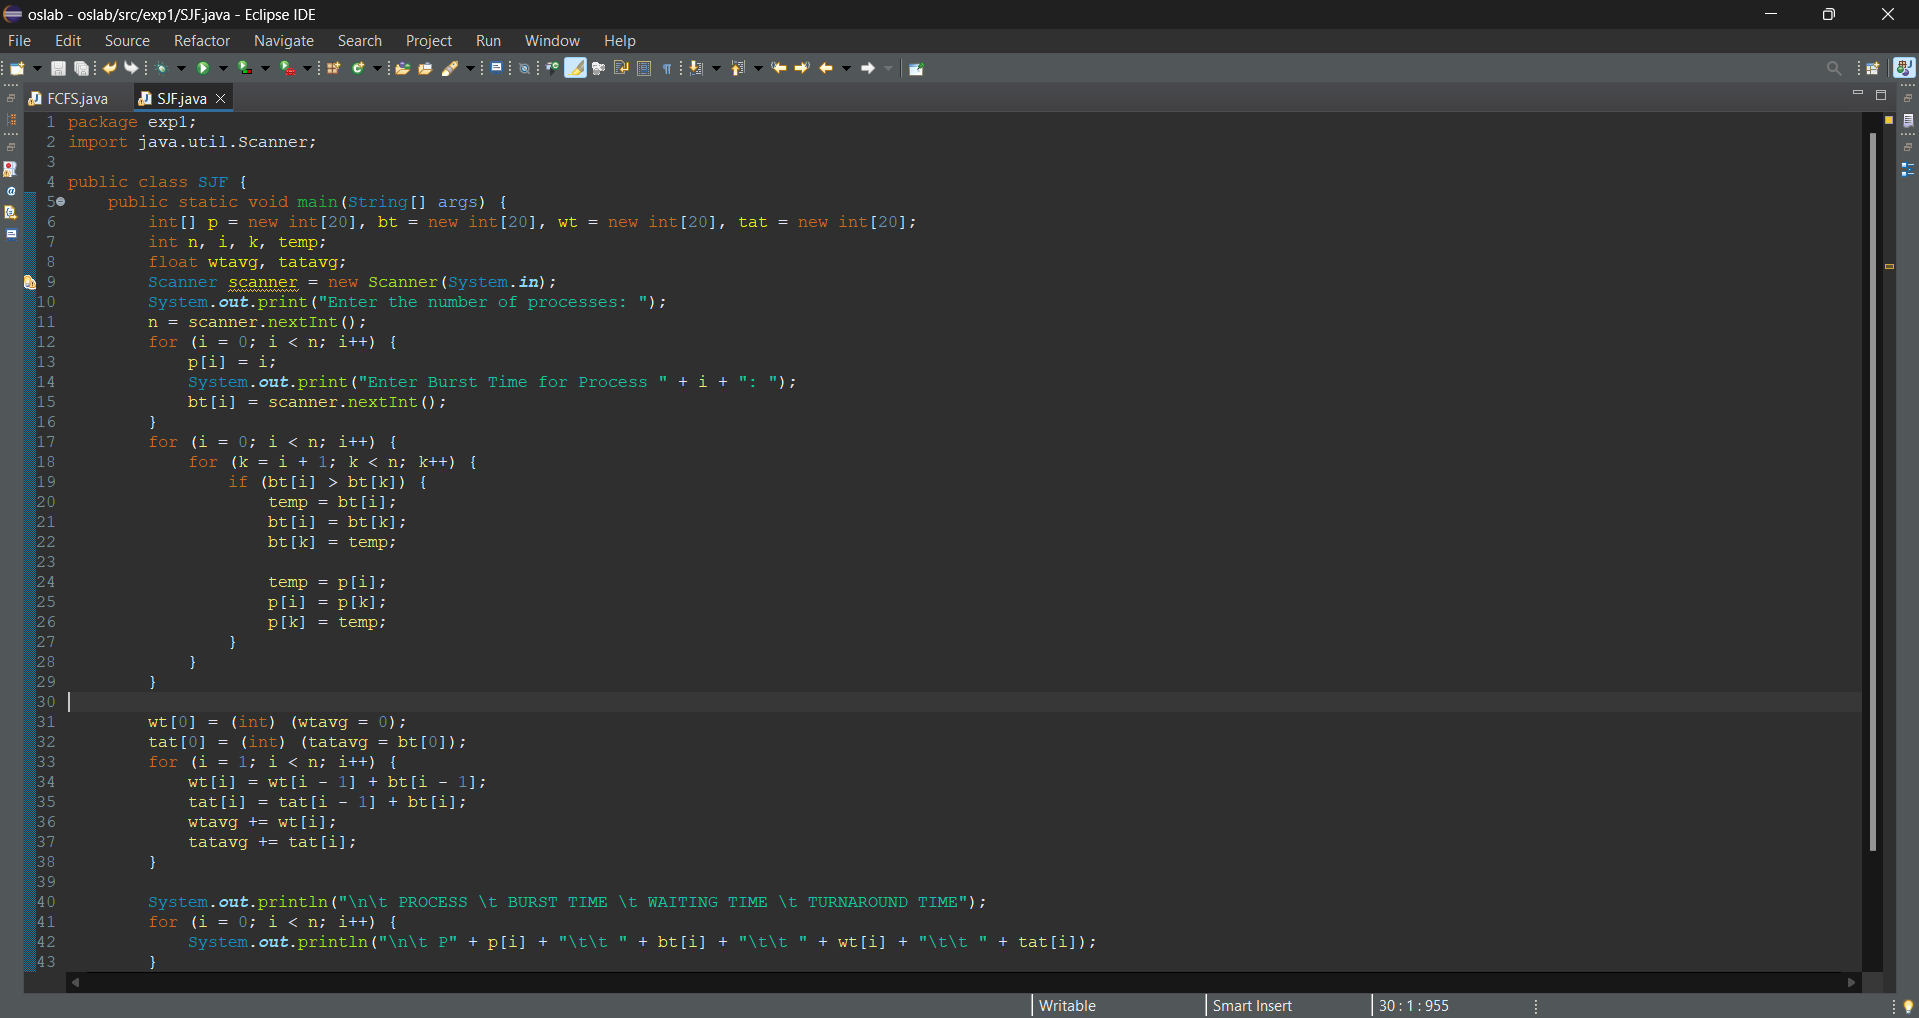 oslab - oslab/src/exp1/SJF.java - Eclipse IDE
File Edit Source Refactor Navigate Search Project Run Window Help
FCFS.java SJF.java
1 package exp1;
2 import java.util.Scanner;
3
4 public class SJF {
5 public static void main(String[] args) {
6 int[] p = new int[20], bt = new int[20], wt = new int[20], tat = new int[20];
7 int n, i, k, temp;
8 float wtavg, tatavg;
9 Scanner scanner = new Scanner(System.in);
10 System.out.print("Enter the number of processes: ");
11 n = scanner.nextInt();
12 for (i = 0; i < n; i++) {
13 p[i] = i;
14 System.out.print("Enter Burst Time for Process " + i + ": ");
15 bt[i] = scanner.nextInt();
16 }
17 for (i = 0; i < n; i++) {
18 for (k = i + 1; k < n; k++) {
19 if (bt[i] > bt[k]) {
20 temp = bt[i];
21 bt[i] = bt[k];
22 bt[k] = temp;
23
24 temp = p[i];
25 p[i] = p[k];
26 p[k] = temp;
27 }
28 }
29 }
30
31 wt[0] = (int) (wtavg = 0);
32 tat[0] = (int) (tatavg = bt[0]);
33 for (i = 1; i < n; i++) {
34 wt[i] = wt[i - 1] + bt[i - 1];
35 tat[i] = tat[i - 1] + bt[i];
36 wtavg += wt[i];
37 tatavg += tat[i];
38 }
39
40 System.out.println("\n\t PROCESS \t BURST TIME \t WAITING TIME \t TURNAROUND TIME");
41 for (i = 0; i < n; i++) {
42 System.out.println("\n\t P" + p[i] + "\t\t " + bt[i] + "\t\t " + wt[i] + "\t\t " + tat[i]);
43 }
Writable Smart Insert 30 : 1 : 955